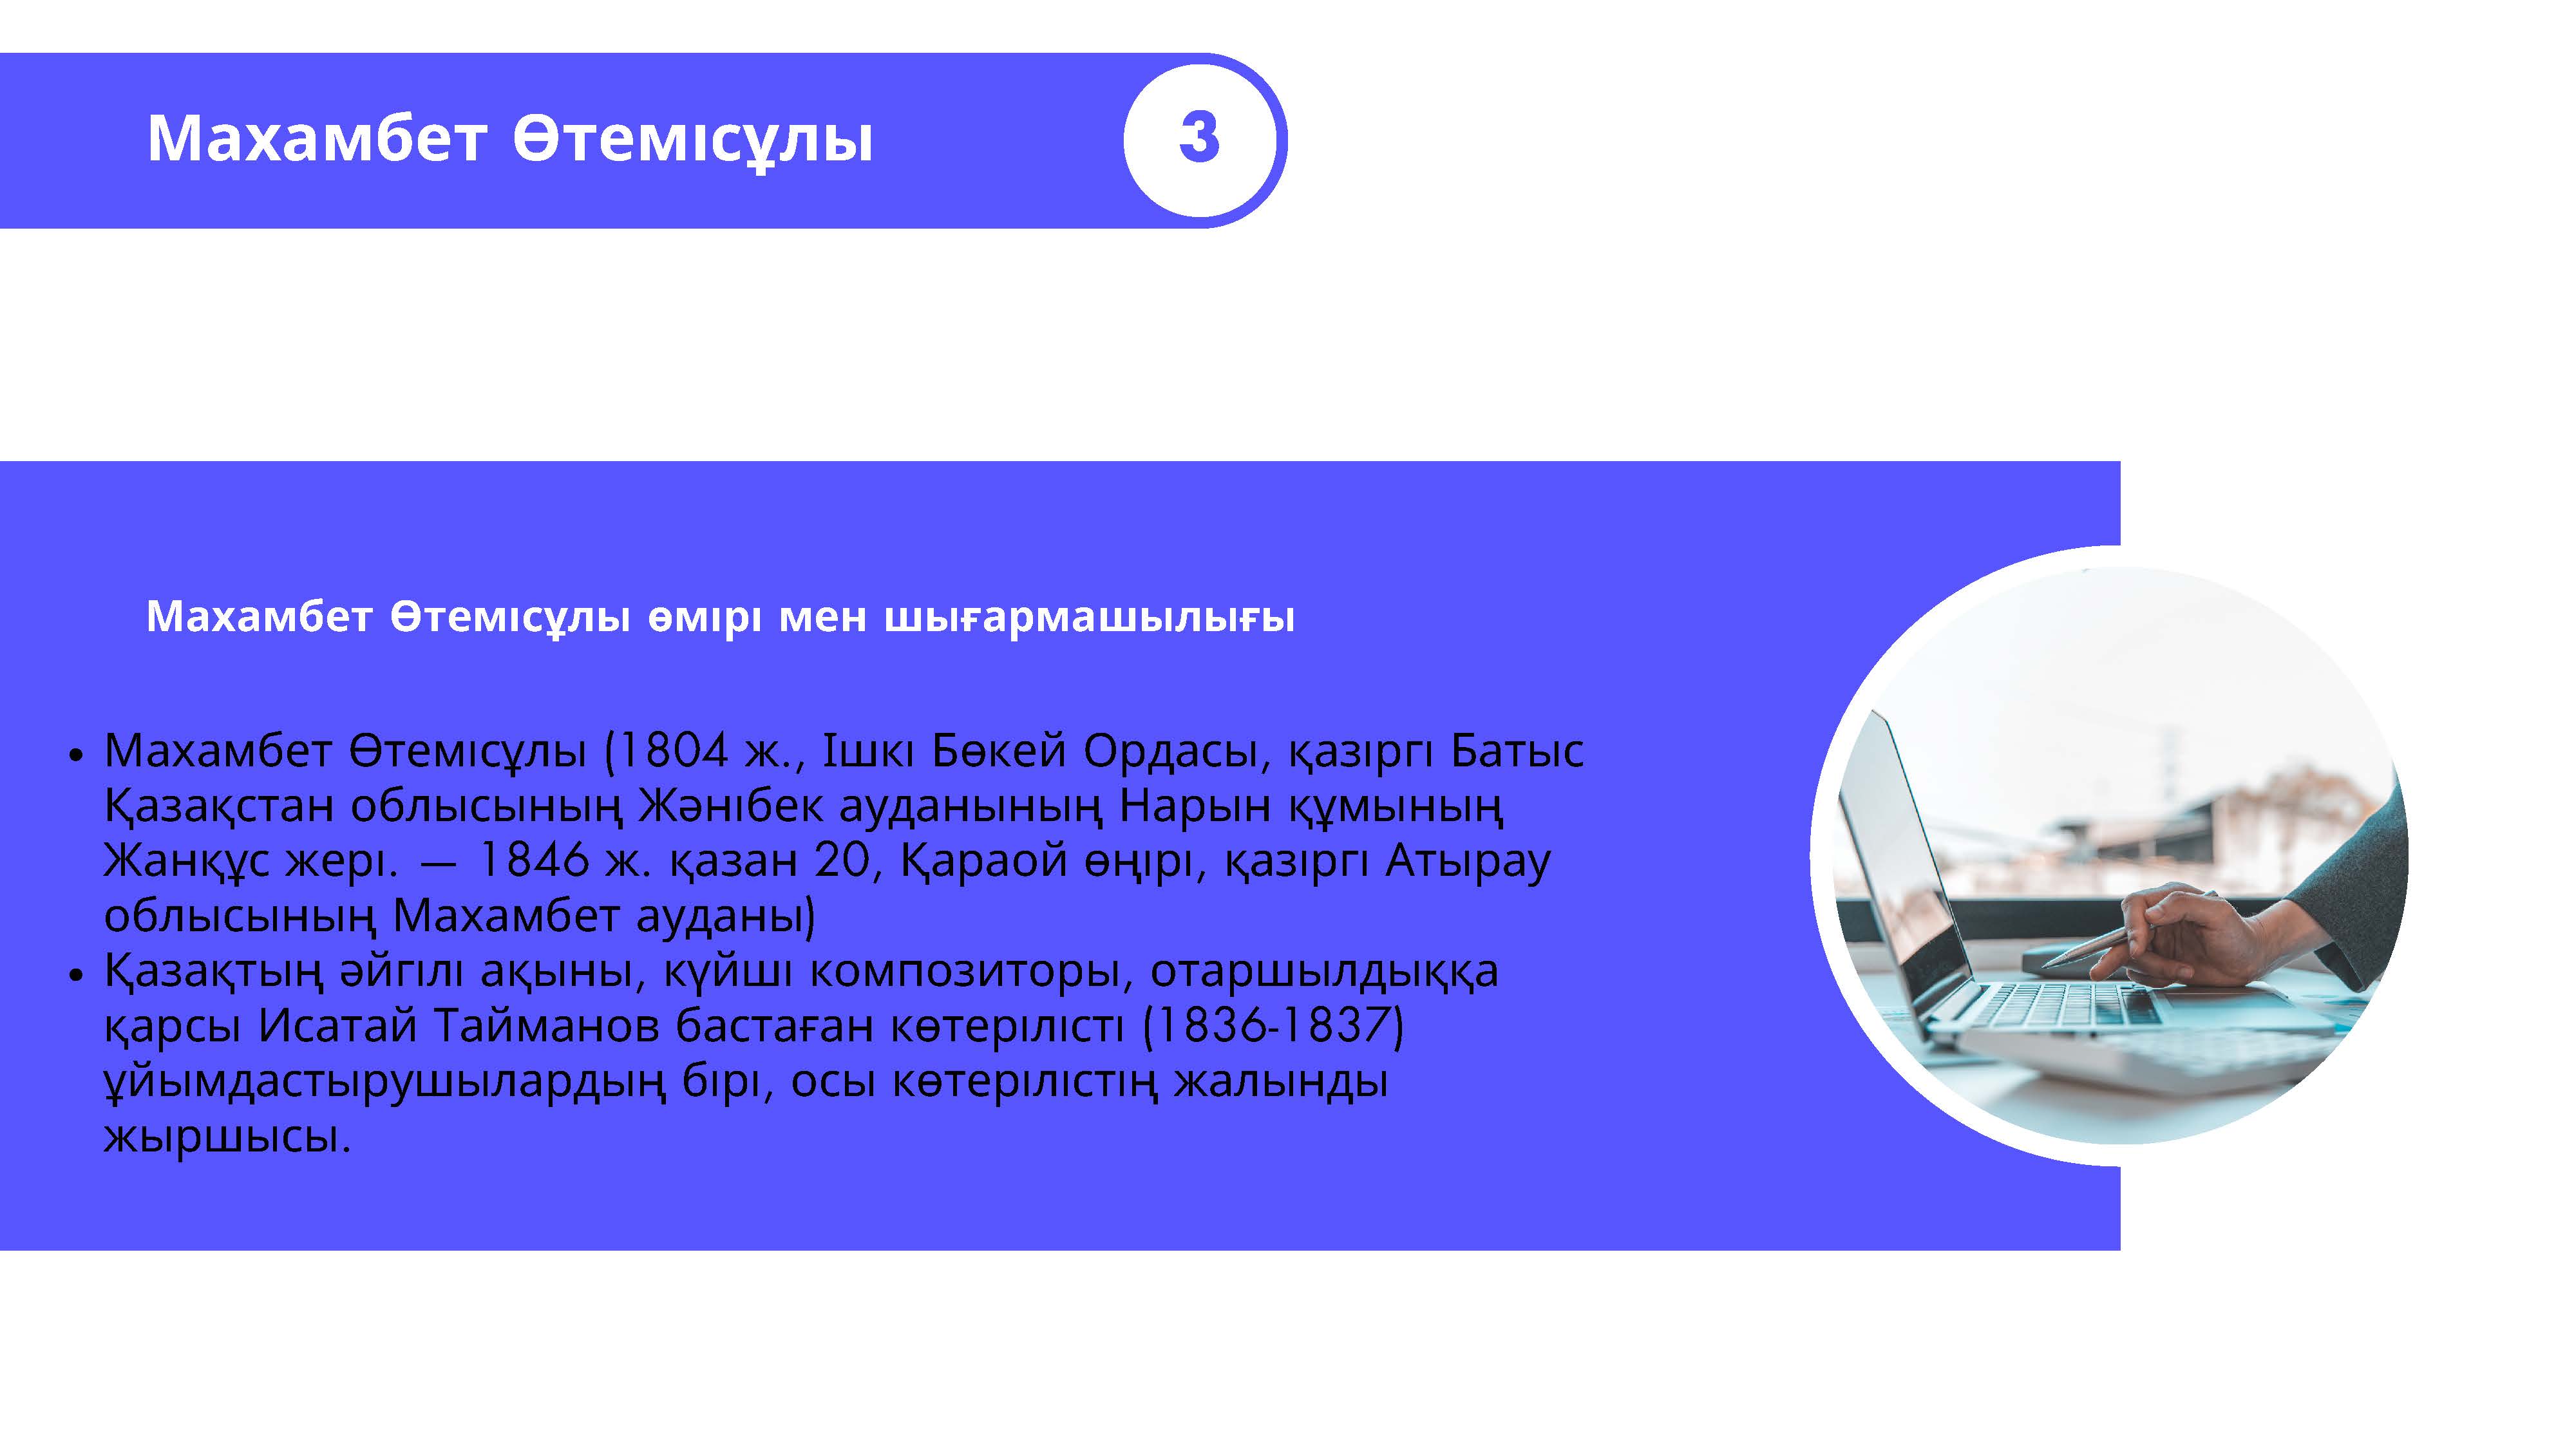 Махамбет Өтемісұлы
3
Махамбет Өтемісұлы өмірі мен шығармашылығы
• Махамбет Өтемісұлы (1804 ж., Ішкі Бөкей Ордасы, қазіргі Батыс
Қазақстан облысының Жәнібек ауданының Нарын құмының
Жанқұс жері. — 1846 ж. қазан 20, Қараой өңірі, қазіргі Атырау
облысының Махамбет ауданы)
• Қазақтың әйгілі ақыны, күйші композиторы, отаршылдыққа
қарсы Исатай Тайманов бастаған көтерілісті (1836-1837)
ұйымдастырушылардың бірі, осы көтерілістің жалынды
жыршысы.